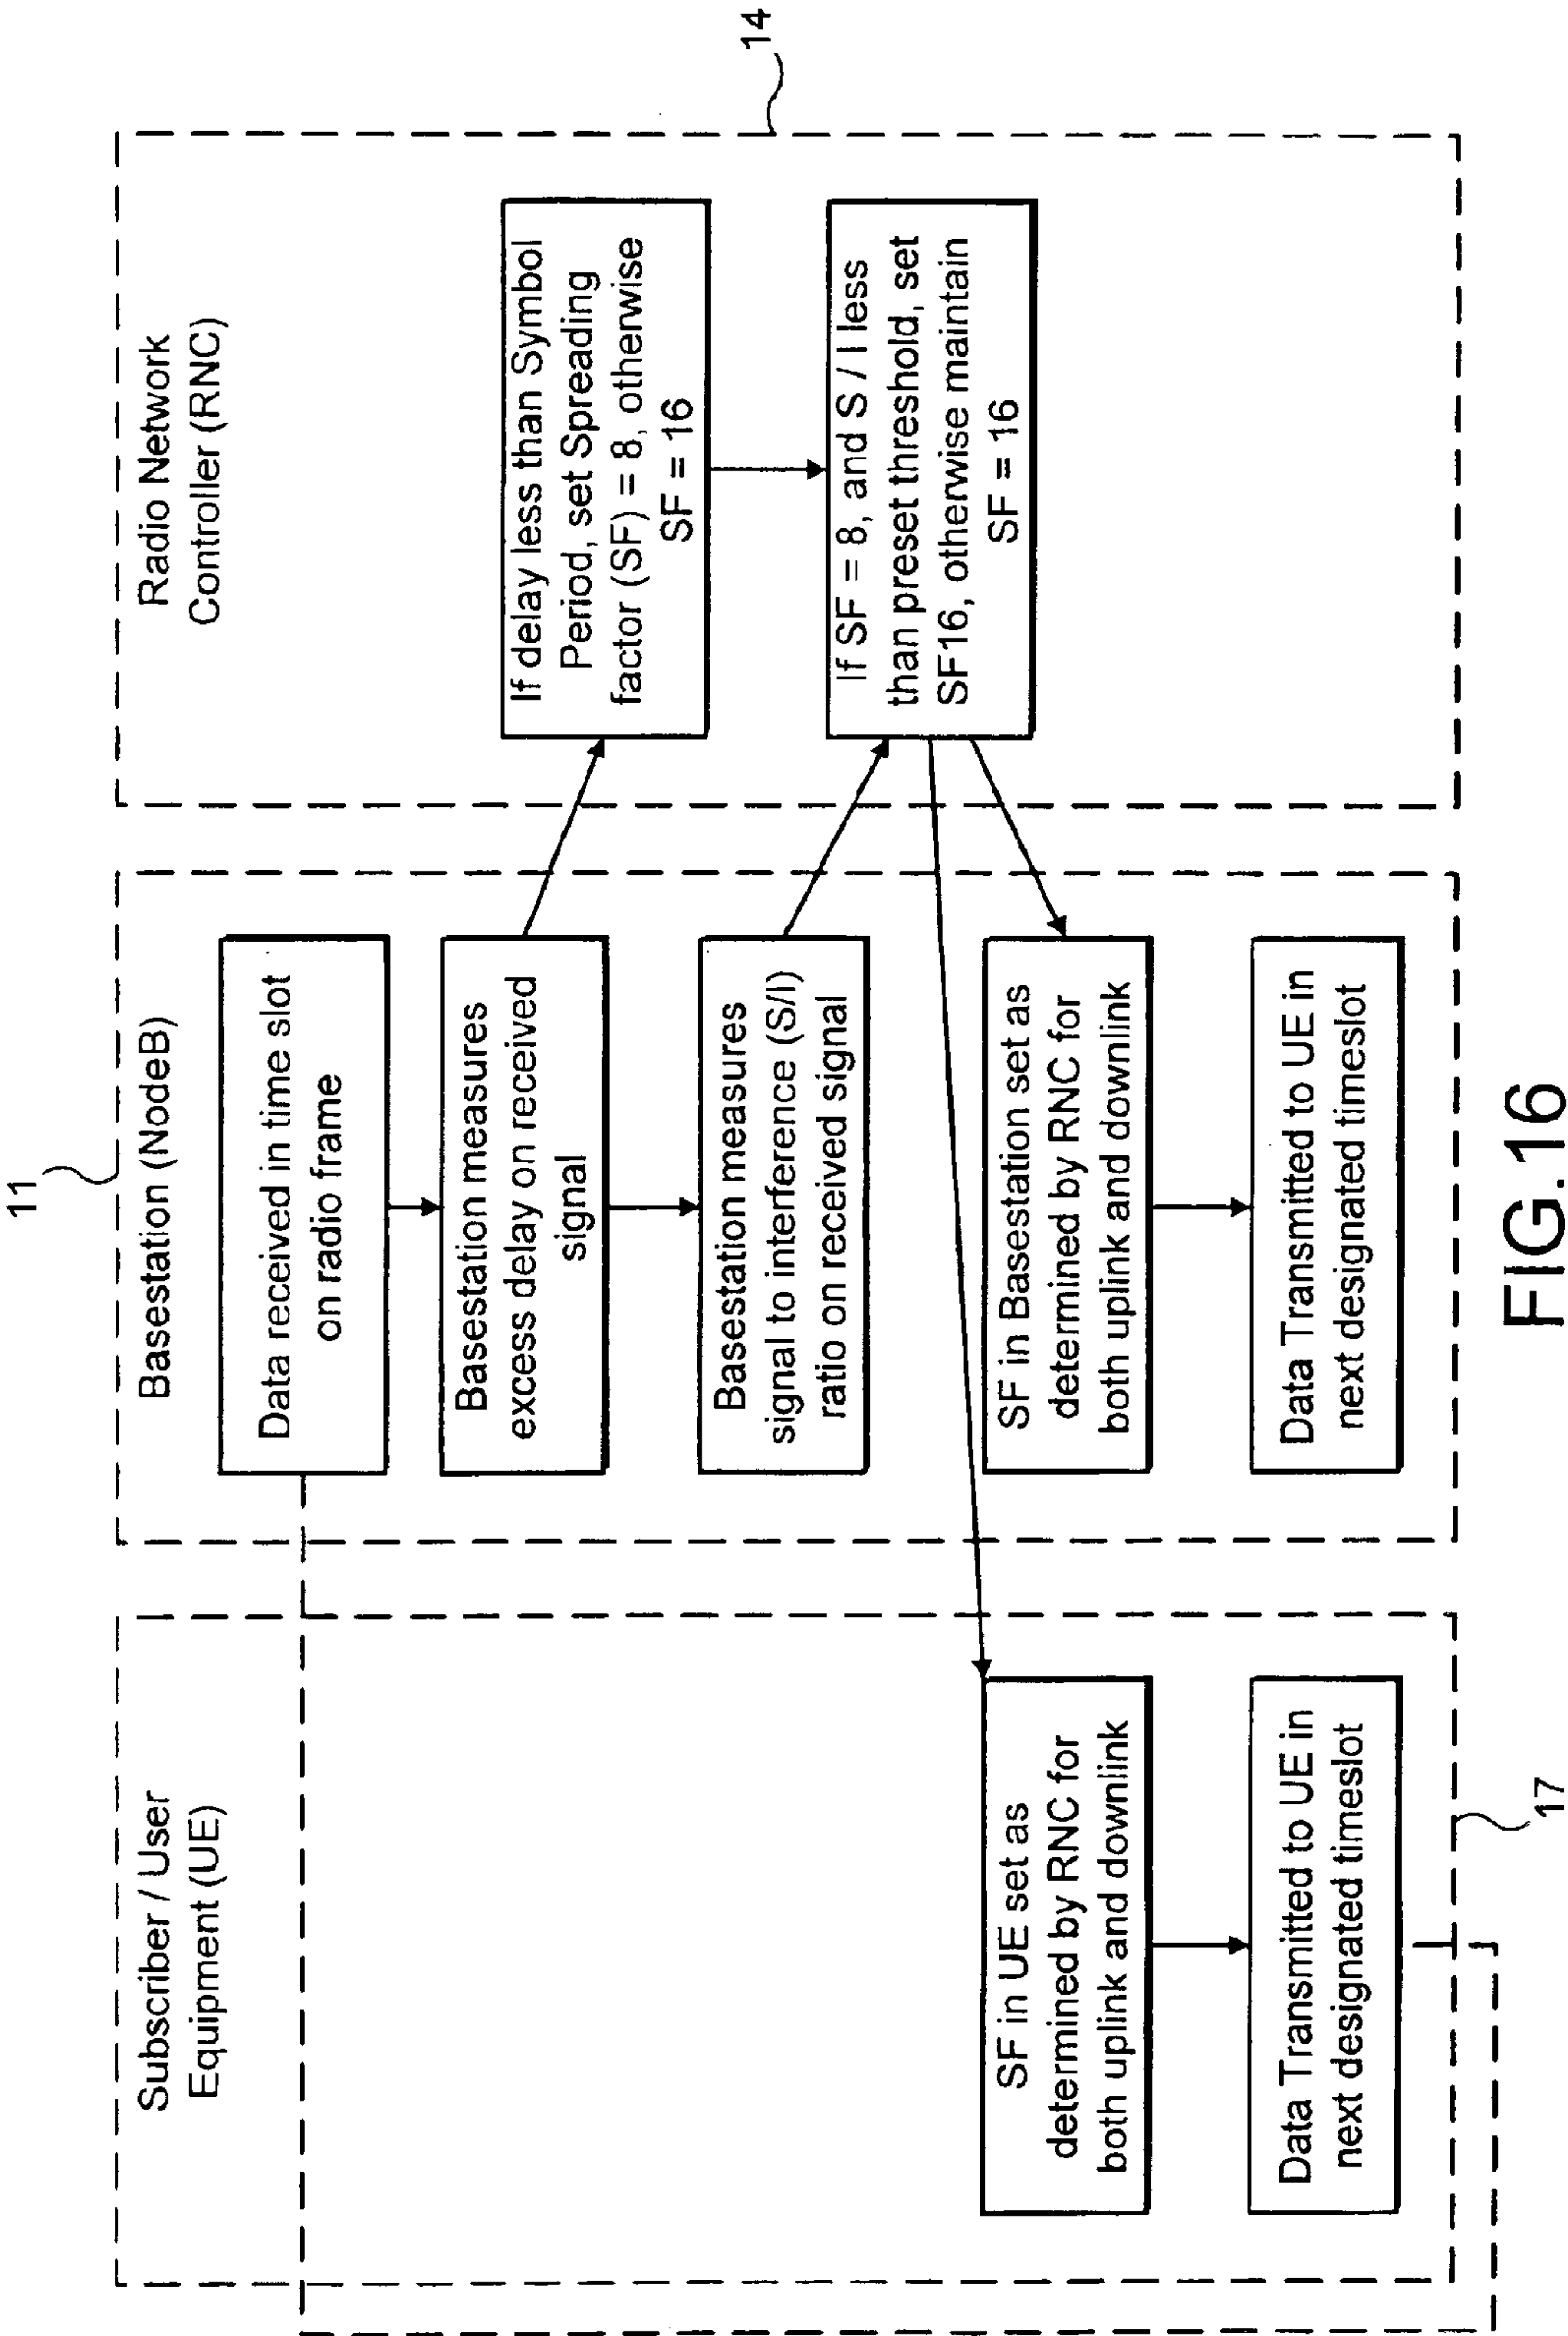 11
14
Subscriber / User
Equipment (UE)
SF in UE set as
determined by RNC for
both uplink and downlink
Data Transmitted to UE in
next designated timeslot
17
Basestation (NodeB)
Data received in time slot
on radio frame
Basestation measures
excess delay on received
signal
Basestation measures
signal to interference (S/I)
ratio on received signal
SF in Basestation set as
determined by RNC for
both uplink and downlink
Data Transmitted to UE in
next designated timeslot
Radio Network
Controller (RNC)
If delay less than Symbol
Period, set Spreading
factor (SF) = 8, otherwise
SF = 16
If SF = 8, and S / I less
than preset threshold, set
SF16, otherwise maintain
SF = 16
FIG.16